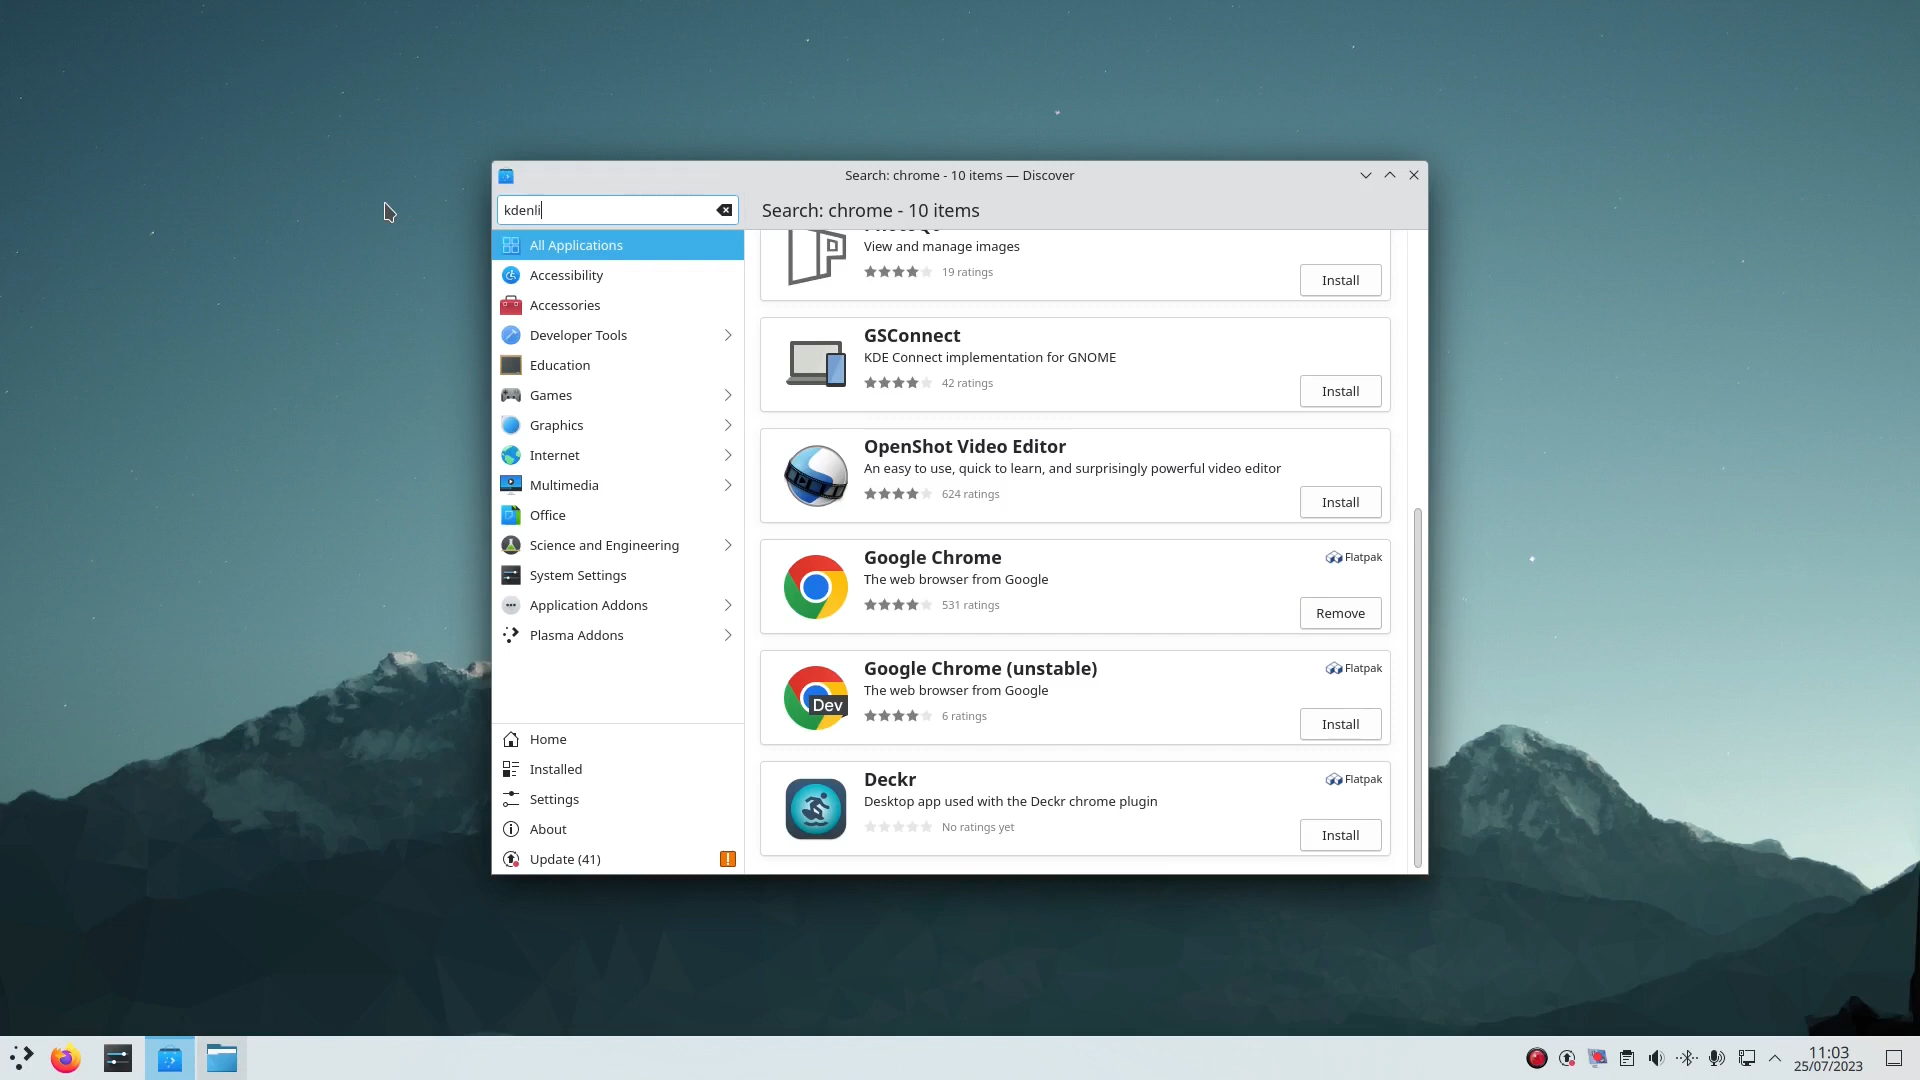 Search: chrome - 10 items — Discover
kdenli
Search: chrome - 10 items
All Applications
Accessibility
Accessories
Developer Tools
Education
Games
Graphics
Internet
Multimedia
Office
Science and Engineering
System Settings
Application Addons
Plasma Addons
Home
Installed
Settings
About
Update (41)
View and manage images
19 ratings
Install
GSConnect
KDE Connect implementation for GNOME
42 ratings
Install
OpenShot Video Editor
An easy to use, quick to learn, and surprisingly powerful video editor
624 ratings
Install
Google Chrome
Flatpak
The web browser from Google
531 ratings
Remove
Google Chrome (unstable)
Flatpak
The web browser from Google
Dev
6 ratings
Install
Deckr
Flatpak
Desktop app used with the Deckr chrome plugin
No ratings yet
Install
11:03
25/07/2023